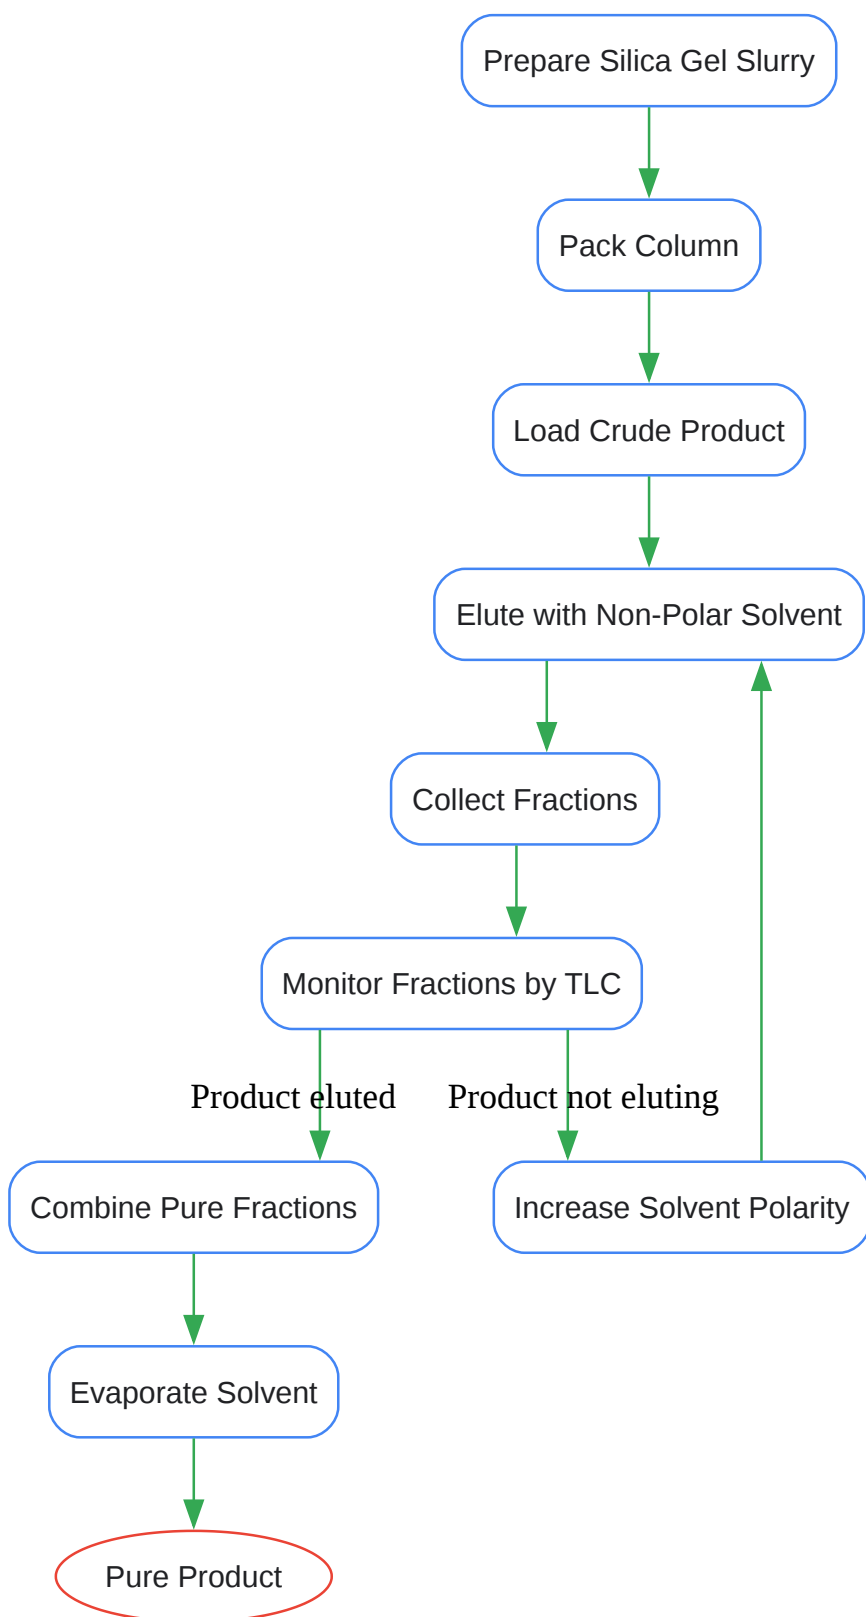 Prepare Silica Gel Slurry
Pack Column
Load Crude Product
Elute with Non-Polar Solvent
Collect Fractions
Monitor Fractions by TLC
Product eluted
Product not eluting
Combine Pure Fractions
Increase Solvent Polarity
Evaporate Solvent
Pure Product